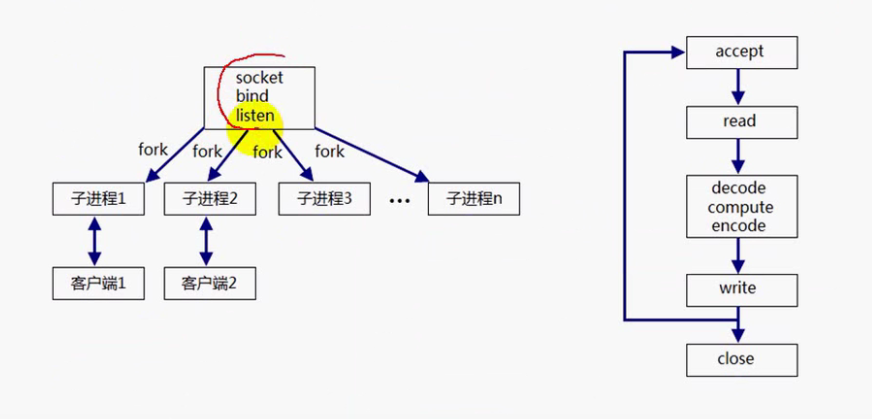 socket
bind
listen
fork
fork
fork
fork
子进程1
子进程2
子进程3
...
子进程n
客户端1
客户端2
accept
read
decode
compute
encode
write
close